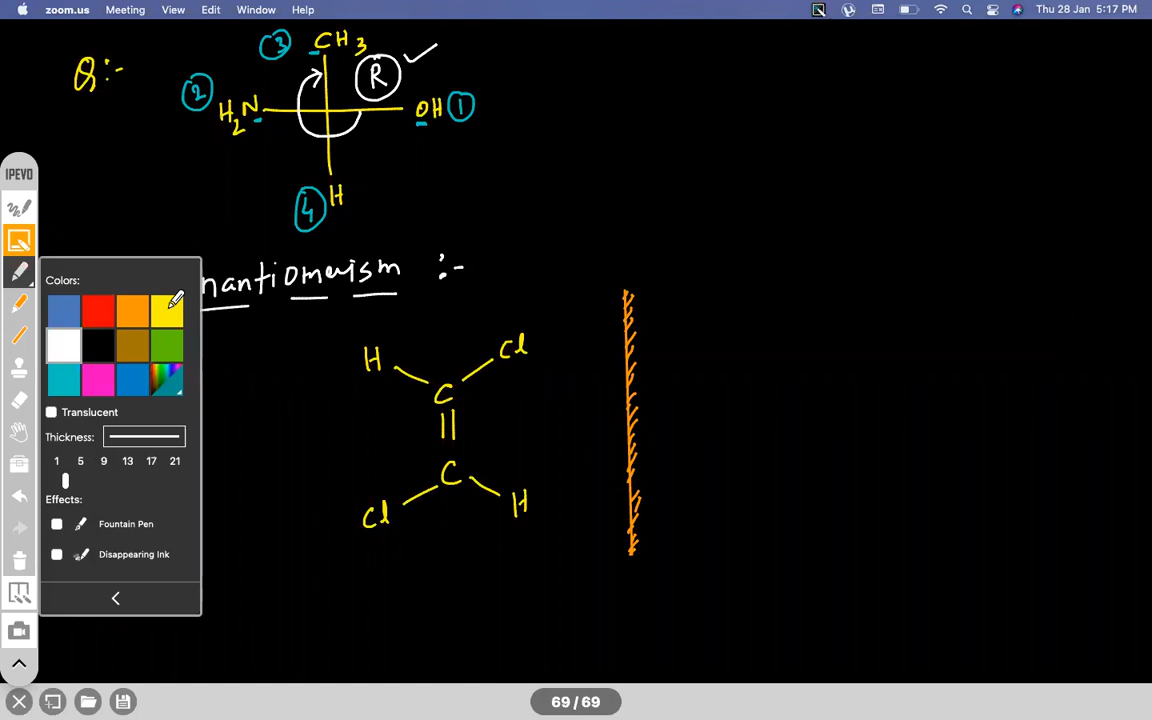 zoom.us Meeting View Edit Window Help Thu 28 Jan 5:17 PM
Q:-
③ CH3
② H2N R ✓ OH ①
④ H
IPEVO
nantiomerism :-
Colors:
H Cl
C
||
C
Cl H
Translucent
Thickness:
1 5 9 13 17 21
Effects:
Fountain Pen
Disappearing Ink
69 / 69